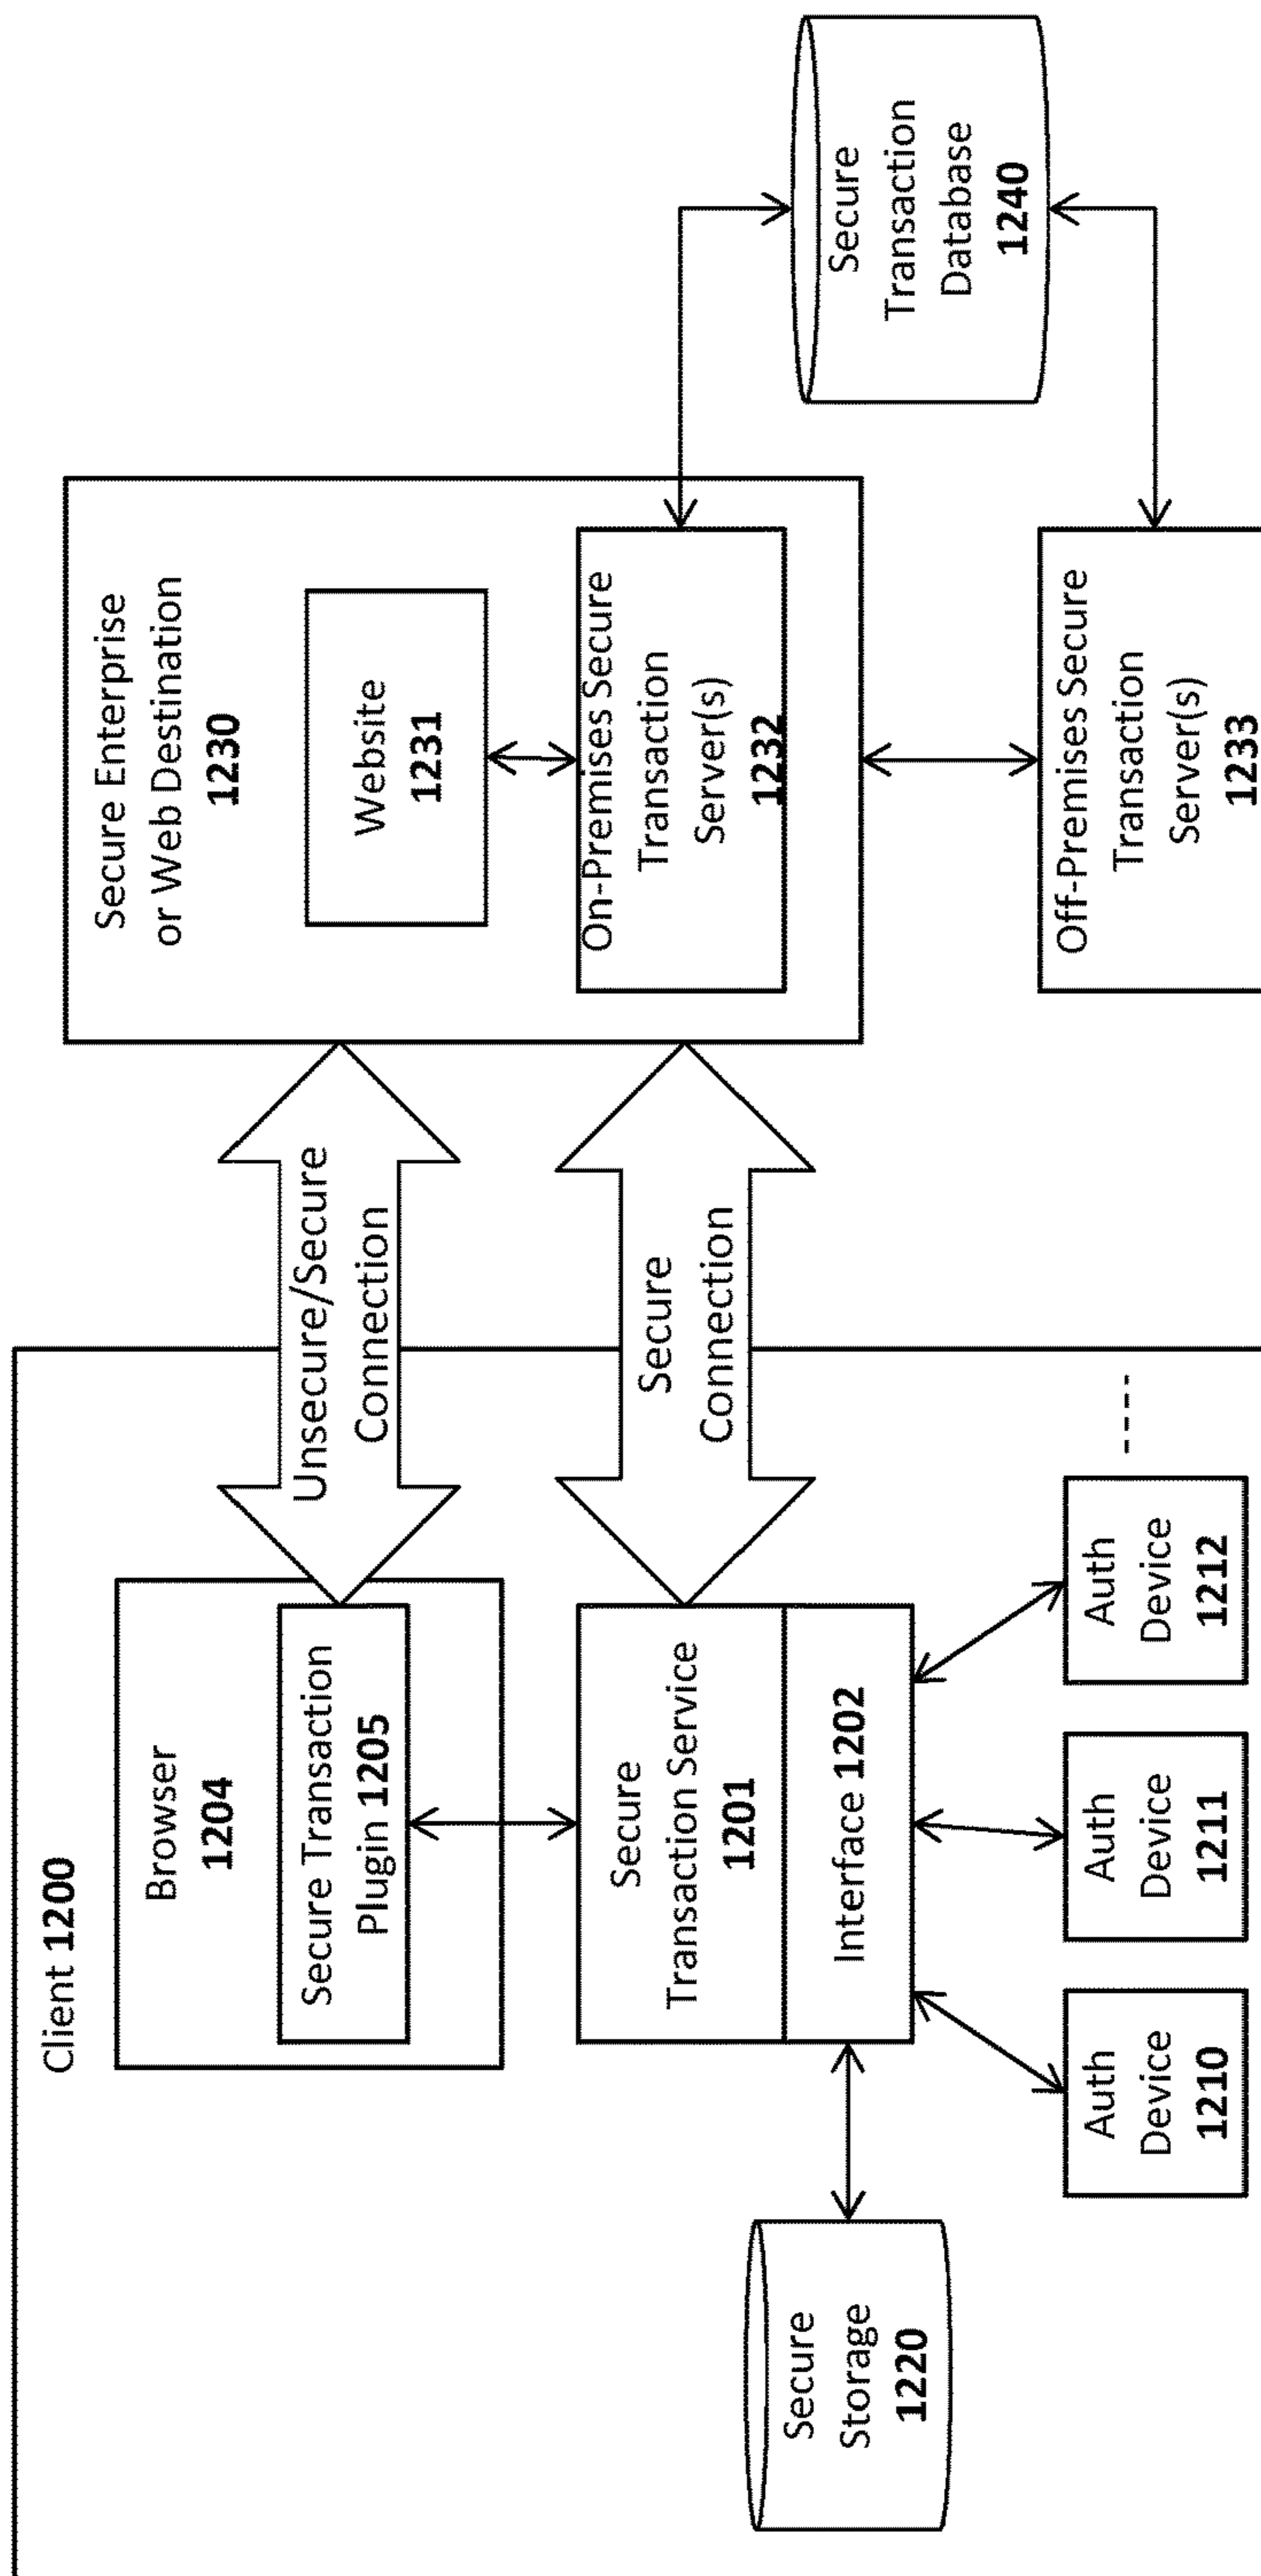 Client 1200
Browser
1204
Secure Transaction
Plugin 1205
Secure
Transaction Service
1201
Interface 1202
Secure
Storage
1220
Auth
Device
1210
Auth
Device
1211
Auth
Device
1212
Unsecure/Secure
Connection
Secure
Connection
Secure Enterprise
or Web Destination
1230
Website
1231
On-Premises Secure
Transaction
Server(s)
1232
Off-Premises Secure
Transaction
Server(s)
1233
Secure
Transaction
Database
1240